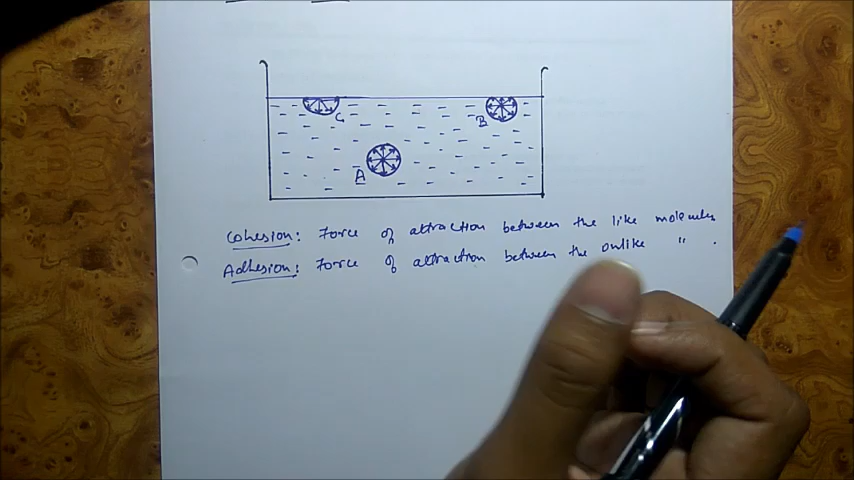 C
B
A
Cohesion: Force of attraction between the like molecules
Adhesion: Force of attraction between the unlike " .